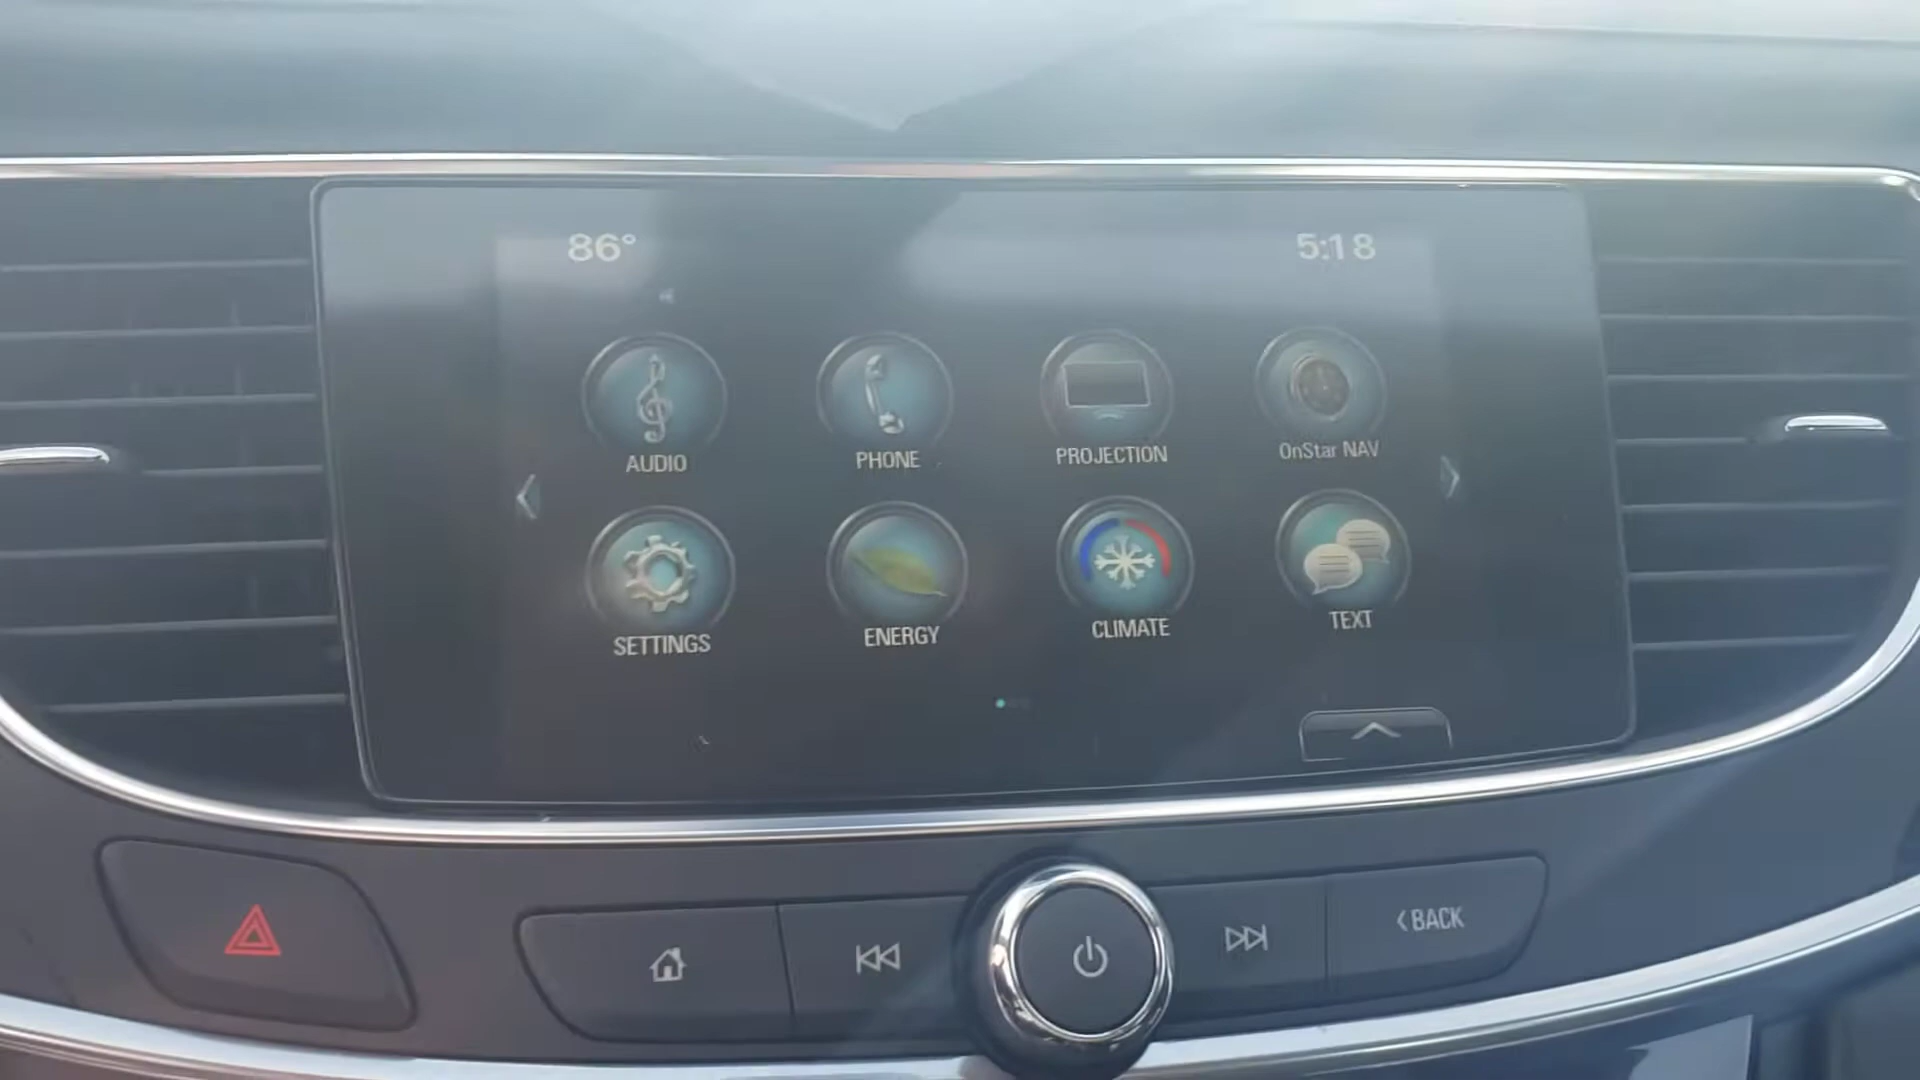 86° 5:18
AUDIO PHONE PROJECTION OnStar NAV
SETTINGS ENERGY CLIMATE TEXT
BACK